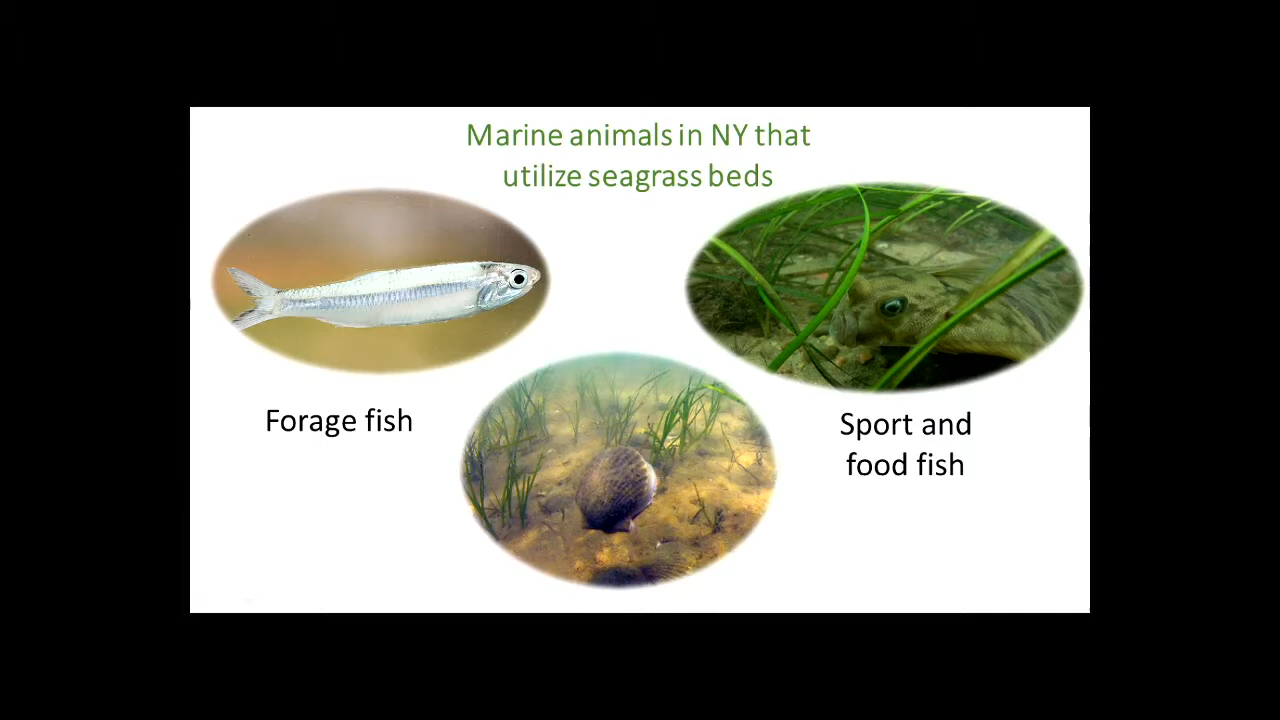 Marine animals in NY that
utilize seagrass beds
Forage fish
Sport and
food fish